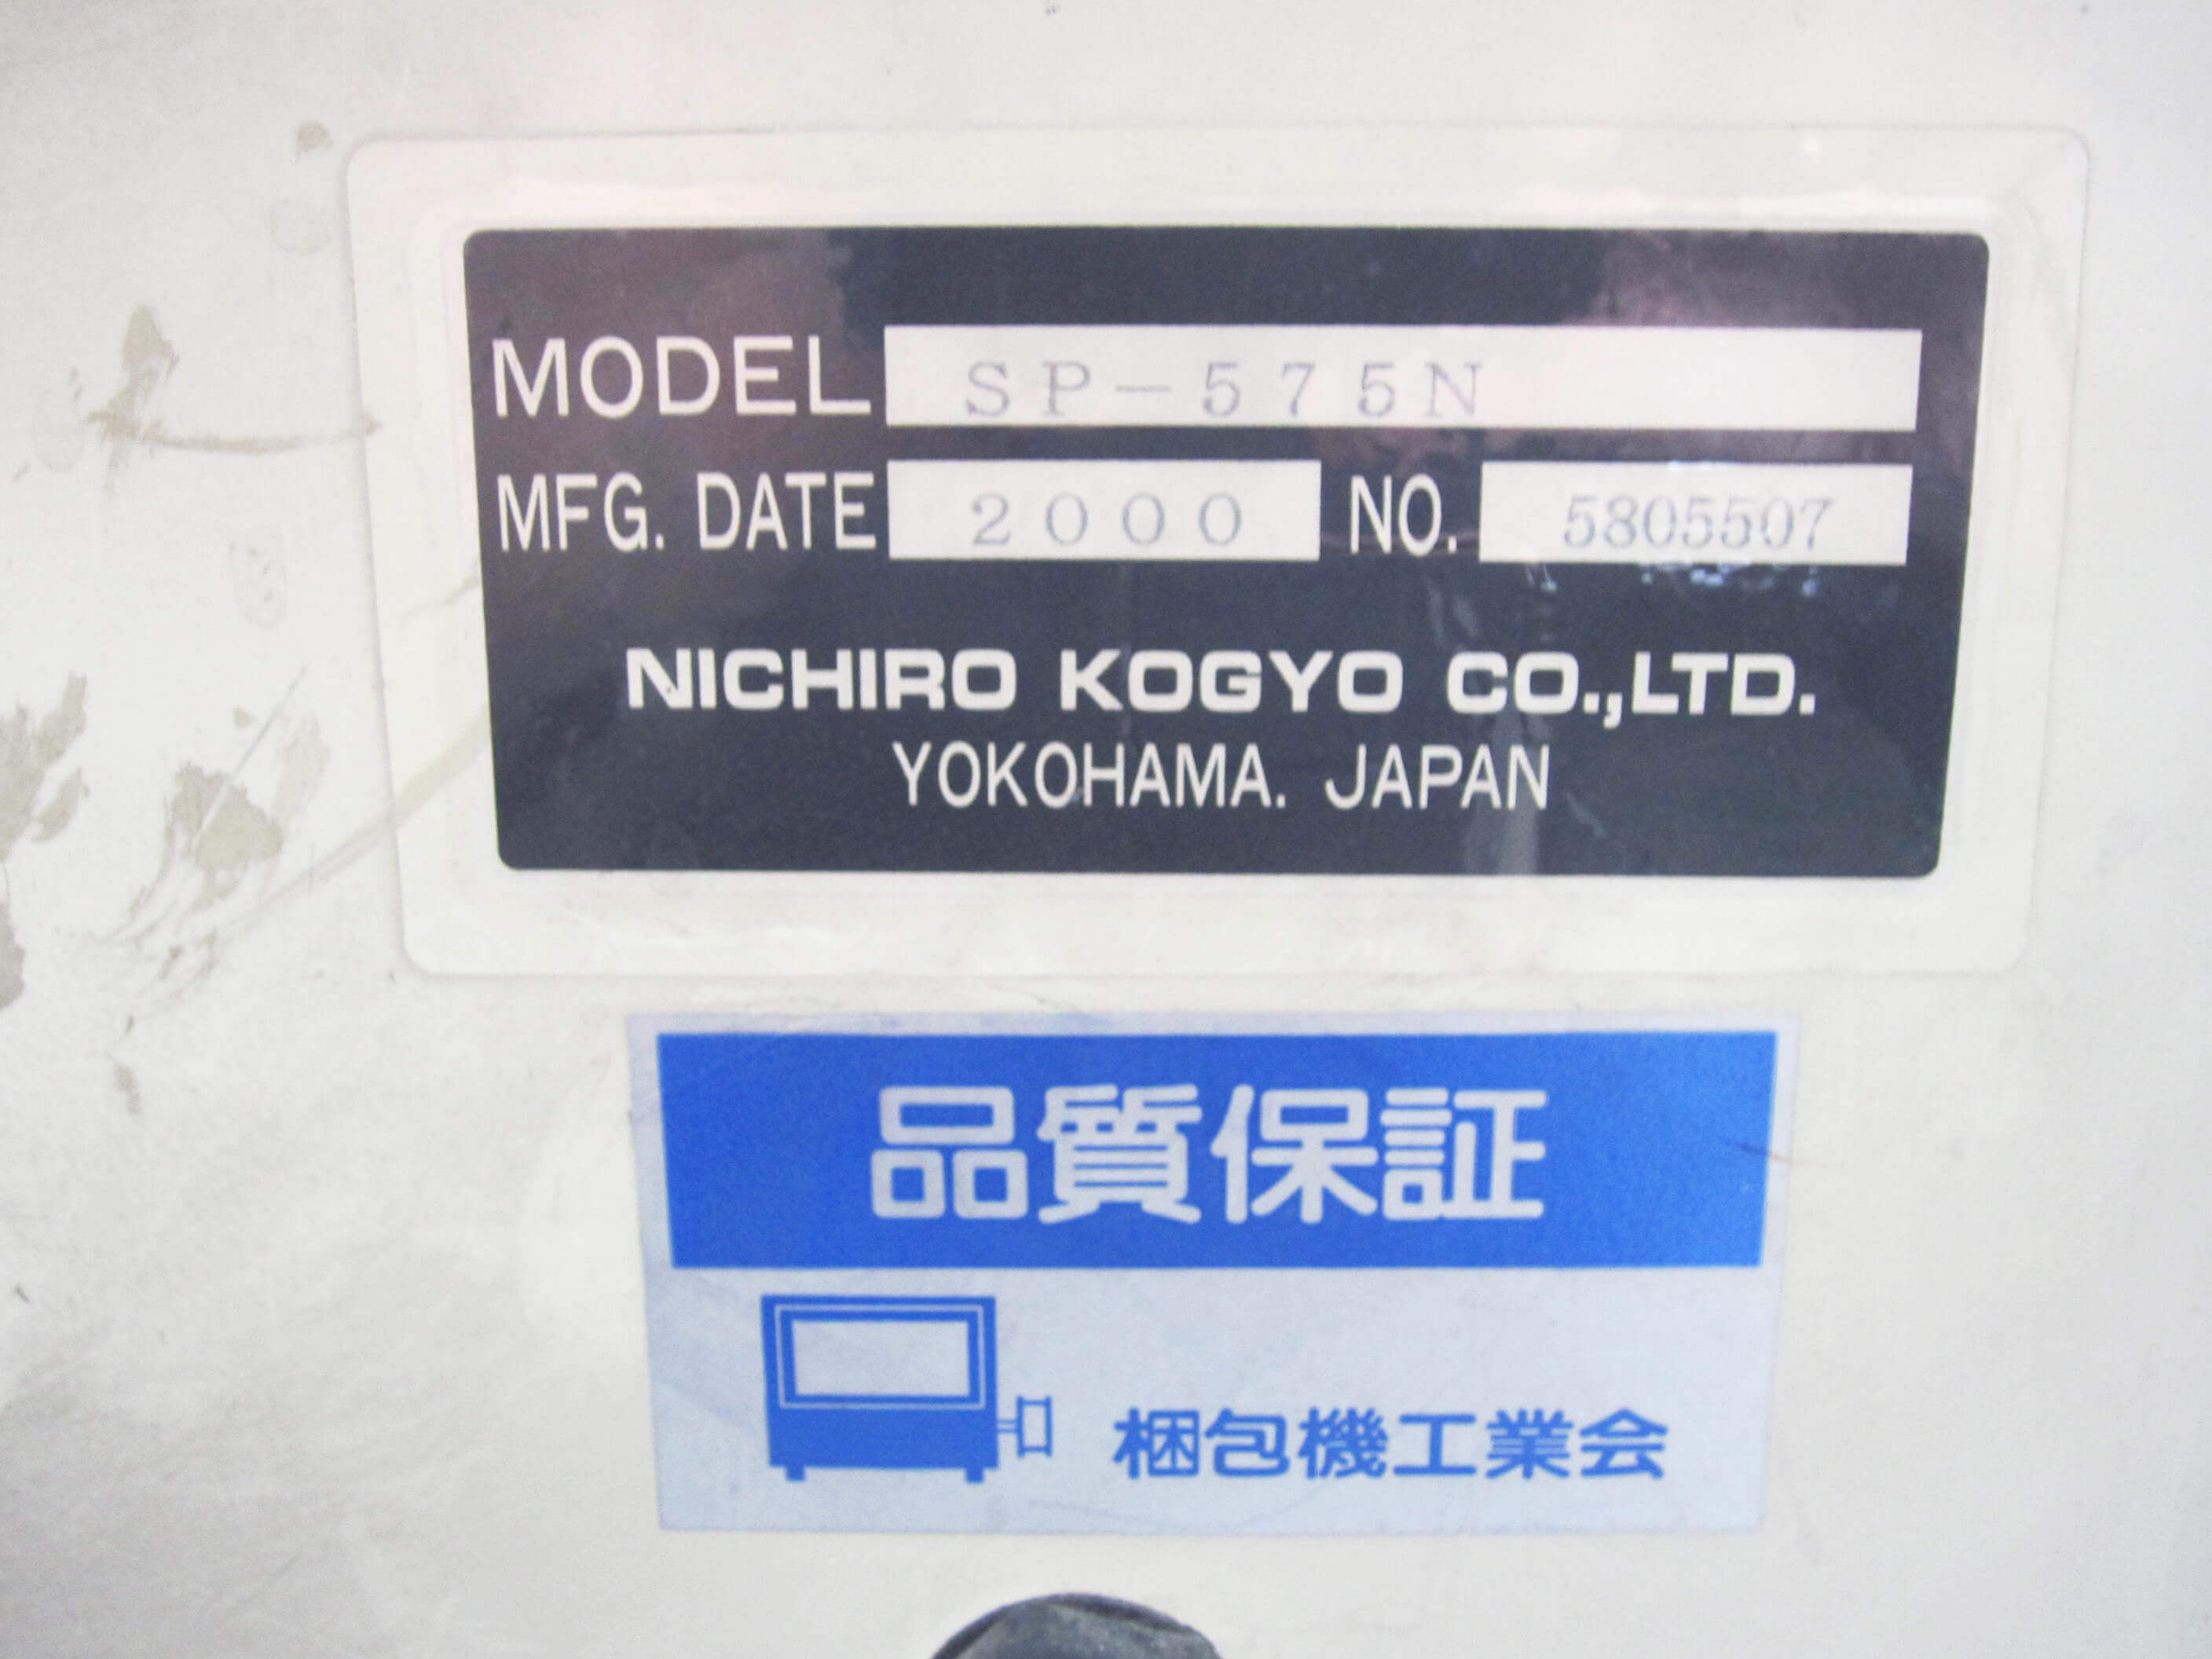 MODEL SP-575N
MFG. DATE 2000 NO. 5805507
NICHIRO KOGYO CO.,LTD.
YOKOHAMA. JAPAN
品質保証
梱包機工業会